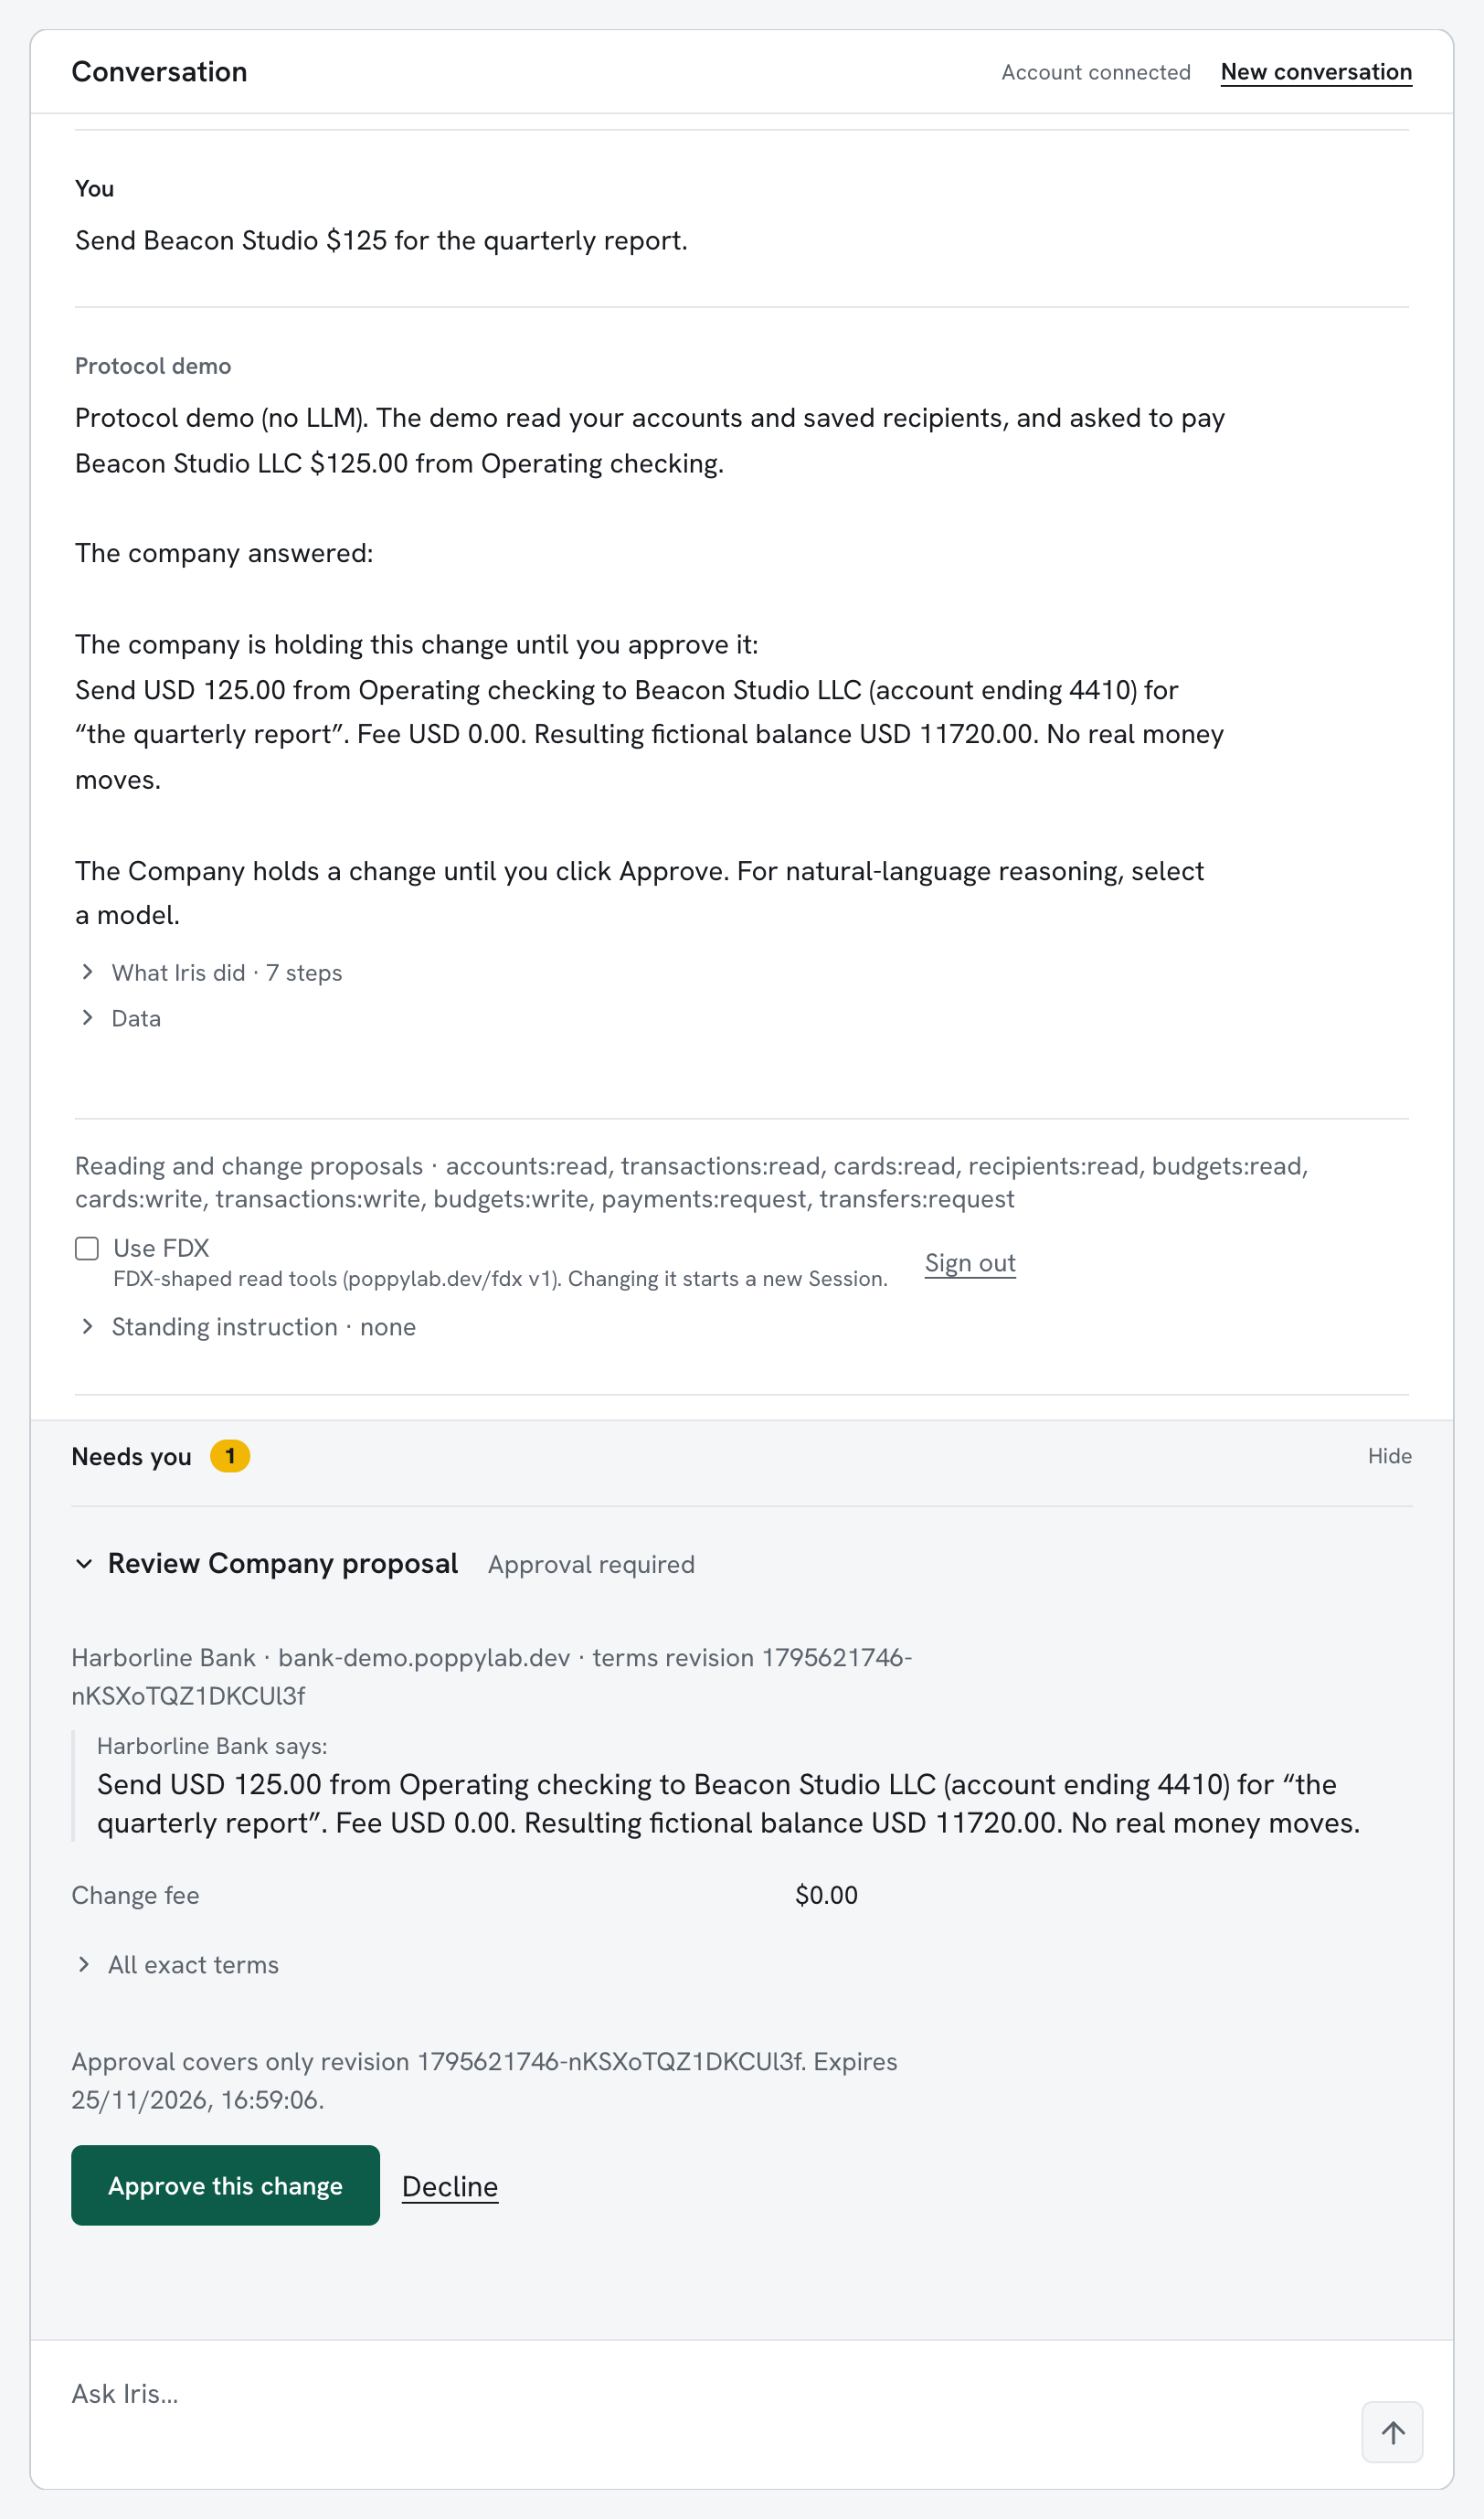 Conversation
Account connected
New conversation
You
Send Beacon Studio $125 for the quarterly report.
Protocol demo
Protocol demo (no LLM). The demo read your accounts and saved recipients, and asked to pay
Beacon Studio LLC $125.00 from Operating checking.
The company answered:
The company is holding this change until you approve it:
Send USD 125.00 from Operating checking to Beacon Studio LLC (account ending 4410) for
“the quarterly report”. Fee USD 0.00. Resulting fictional balance USD 11720.00. No real money
moves.
The Company holds a change until you click Approve. For natural-language reasoning, select
a model.
What Iris did · 7 steps
Data
Reading and change proposals · accounts:read, transactions:read, cards:read, recipients:read, budgets:read,
cards:write, transactions:write, budgets:write, payments:request, transfers:request
Use FDX
FDX-shaped read tools (poppylab.dev/fdx v1). Changing it starts a new Session.
Sign out
Standing instruction · none
Needs you 1
Hide
Review Company proposal
Approval required
Harborline Bank · bank-demo.poppylab.dev · terms revision 1795621746-
nKSXoTQZ1DKCUl3f
Harborline Bank says:
Send USD 125.00 from Operating checking to Beacon Studio LLC (account ending 4410) for “the
quarterly report”. Fee USD 0.00. Resulting fictional balance USD 11720.00. No real money moves.
Change fee
$0.00
All exact terms
Approval covers only revision 1795621746-nKSXoTQZ1DKCUl3f. Expires
25/11/2026, 16:59:06.
Approve this change
Decline
Ask Iris...